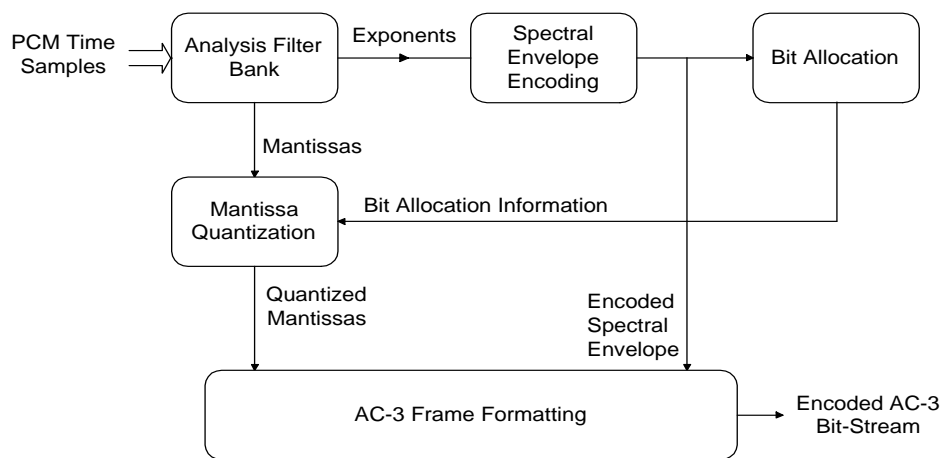 PCM Time
Samples
Analysis Filter
Bank
Exponents
Spectral
Envelope
Encoding
Bit Allocation
Mantissas
Mantissa
Quantization
Bit Allocation Information
Quantized
Mantissas
Encoded
Spectral
Envelope
AC-3 Frame Formatting
Encoded AC-3
Bit-Stream